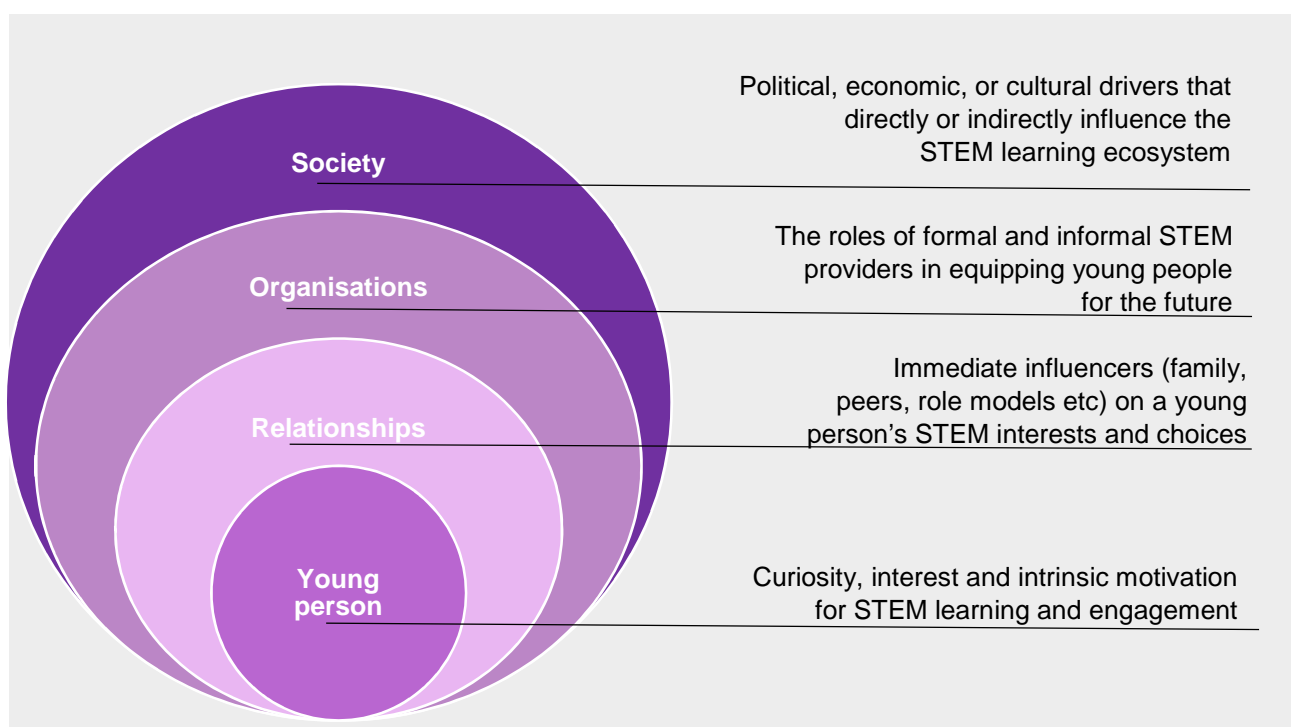 Society
Political, economic, or cultural drivers that
directly or indirectly influence the
STEM learning ecosystem
Organisations
The roles of formal and informal STEM
providers in equipping young people
for the future
Relationships
Immediate influencers (family,
peers, role models etc) on a young
person’s STEM interests and choices
Young
person
Curiosity, interest and intrinsic motivation
for STEM learning and engagement